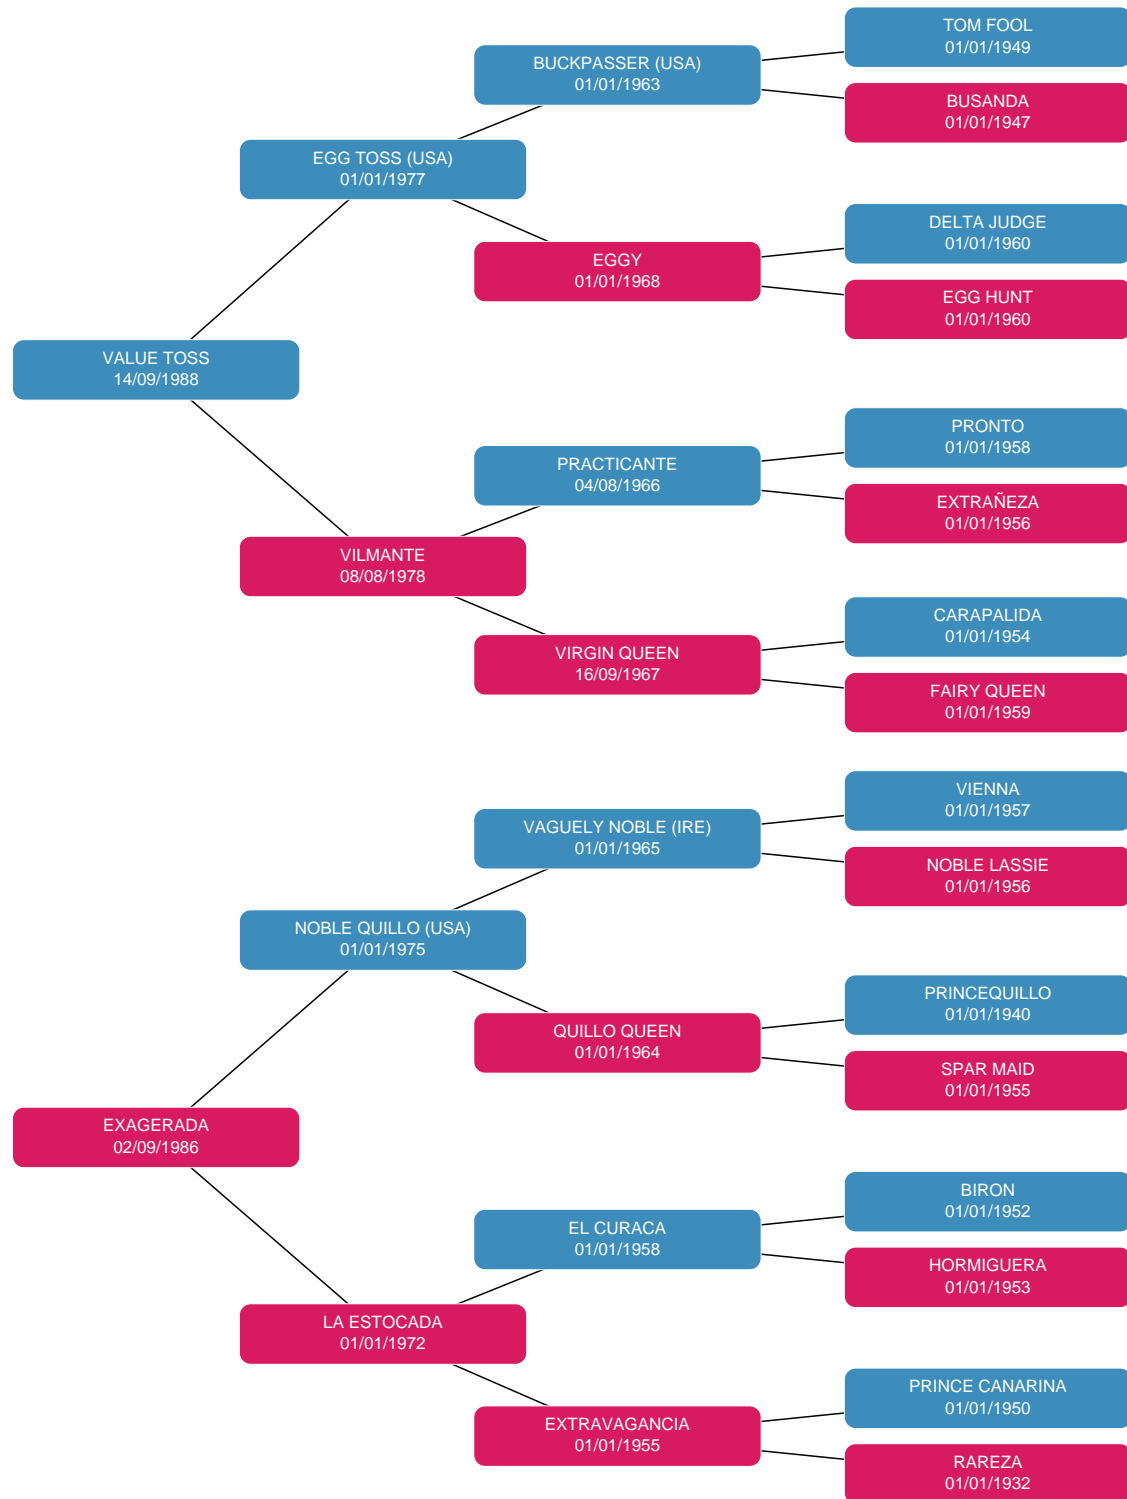 TOM FOOL
01/01/1949
BUCKPASSER (USA)
01/01/1963
BUSANDA
01/01/1947
EGG TOSS (USA)
01/01/1977
DELTA JUDGE
01/01/1960
EGGY
01/01/1968
EGG HUNT
01/01/1960
VALUE TOSS
14/09/1988
PRONTO
01/01/1958
PRACTICANTE
04/08/1966
EXTRAÑEZA
01/01/1956
VILMANTE
08/08/1978
CARAPALIDA
01/01/1954
VIRGIN QUEEN
16/09/1967
FAIRY QUEEN
01/01/1959
VIENNA
01/01/1957
VAGUELY NOBLE (IRE)
01/01/1965
NOBLE LASSIE
01/01/1956
NOBLE QUILLO (USA)
01/01/1975
PRINCEQUILLO
01/01/1940
QUILLO QUEEN
01/01/1964
SPAR MAID
01/01/1955
EXAGERADA
02/09/1986
BIRON
01/01/1952
EL CURACA
01/01/1958
HORMIGUERA
01/01/1953
LA ESTOCADA
01/01/1972
PRINCE CANARINA
01/01/1950
EXTRAVAGANCIA
01/01/1955
RAREZA
01/01/1932